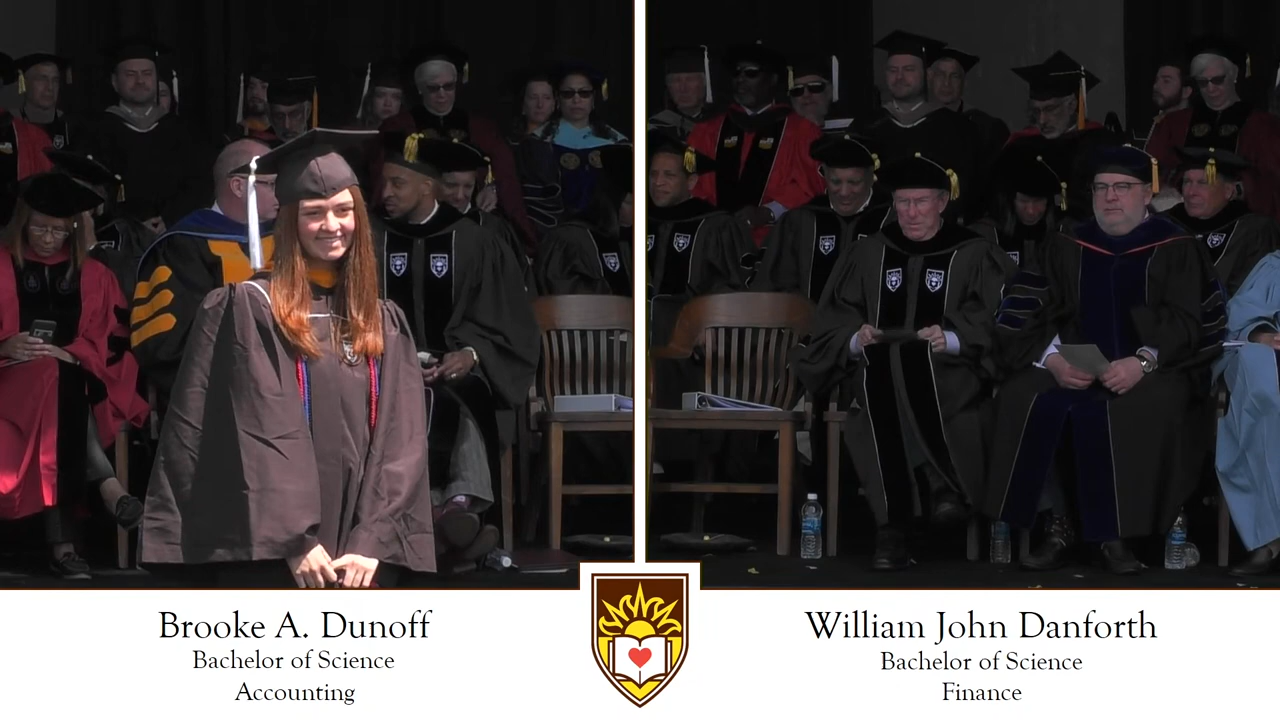 Brooke A. Dunoff
Bachelor of Science
Accounting
William John Danforth
Bachelor of Science
Finance